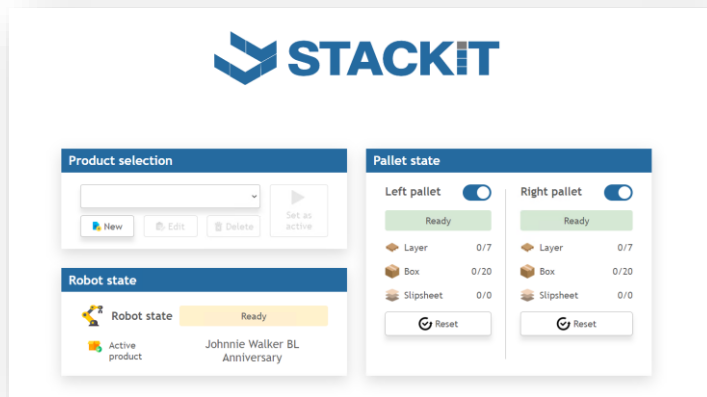 STACKIT
Product selection
New
Edit
Delete
Set as
active
Robot state
Robot state
Ready
Active
product
Johnnie Walker BL
Anniversary
Pallet state
Left pallet
Ready
Layer 0/7
Box 0/20
Slipsheet 0/0
Reset
Right pallet
Ready
Layer 0/7
Box 0/20
Slipsheet 0/0
Reset